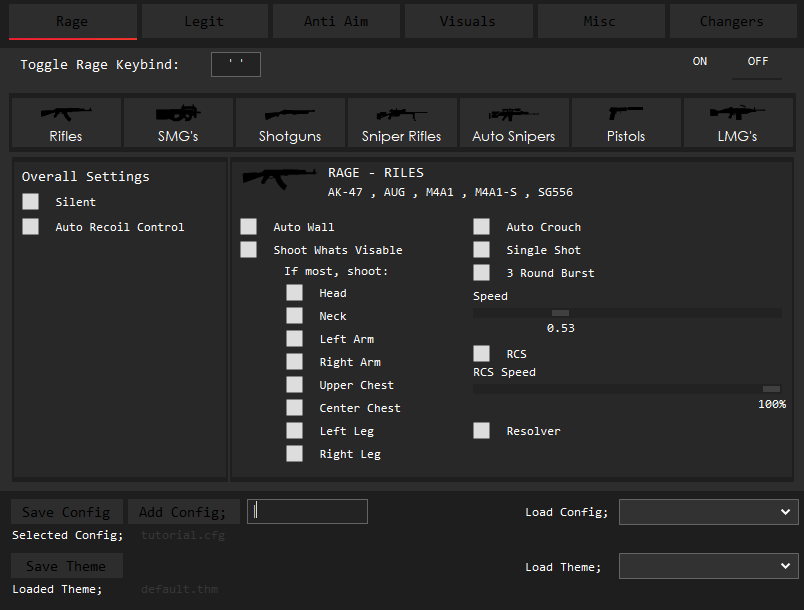 Rage Legit Anti Aim Visuals Misc Changers
Toggle Rage Keybind: ' ' ON OFF
Rifles SMG's Shotguns Sniper Rifles Auto Snipers Pistols LMG's
Overall Settings
Silent
Auto Recoil Control
RAGE - RILES
AK-47 , AUG , M4A1 , M4A1-S , SG556
Auto Wall
Shoot Whats Visable
If most, shoot:
Head
Neck
Left Arm
Right Arm
Upper Chest
Center Chest
Left Leg
Right Leg
Auto Crouch
Single Shot
3 Round Burst
Speed
0.53
RCS
RCS Speed
100%
Resolver
Save Config Add Config; Load Config;
Selected Config; tutorial.cfg
Save Theme Load Theme;
Loaded Theme; default.thm